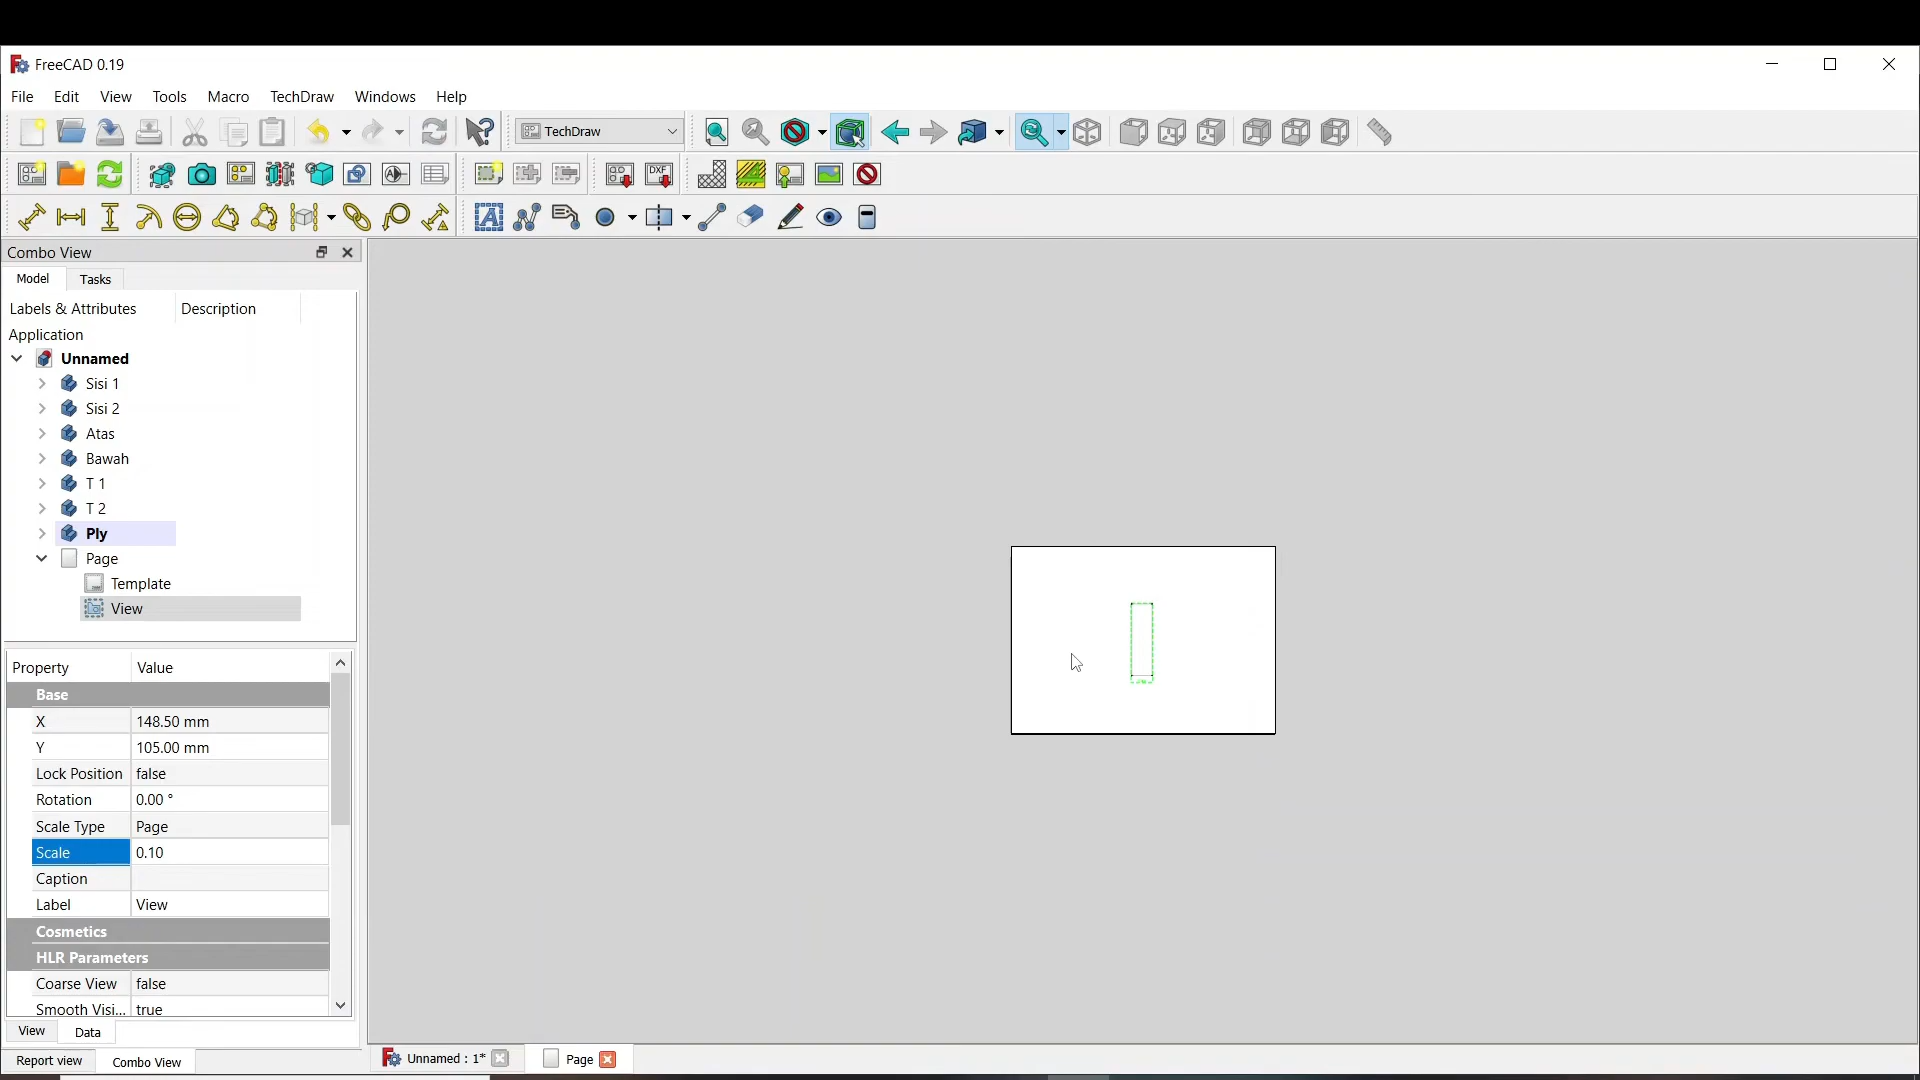 FreeCAD 0.19
File Edit View Tools Macro TechDraw Windows Help
TechDraw
DXF
A
Combo View
Model Tasks
Labels & Attributes Description
Application
Unnamed
Sisi 1
Sisi 2
Atas
Bawah
T 1
T 2
Ply
Page
Template
View
Property Value
Base
X 148.50 mm
Y 105.00 mm
Lock Position false
Rotation 0.00 °
Scale Type Page
Scale 0.10
Caption
Label View
Cosmetics
HLR Parameters
Coarse View false
Smooth Visi... true
View Data
Report view Combo View
Unnamed : 1* Page